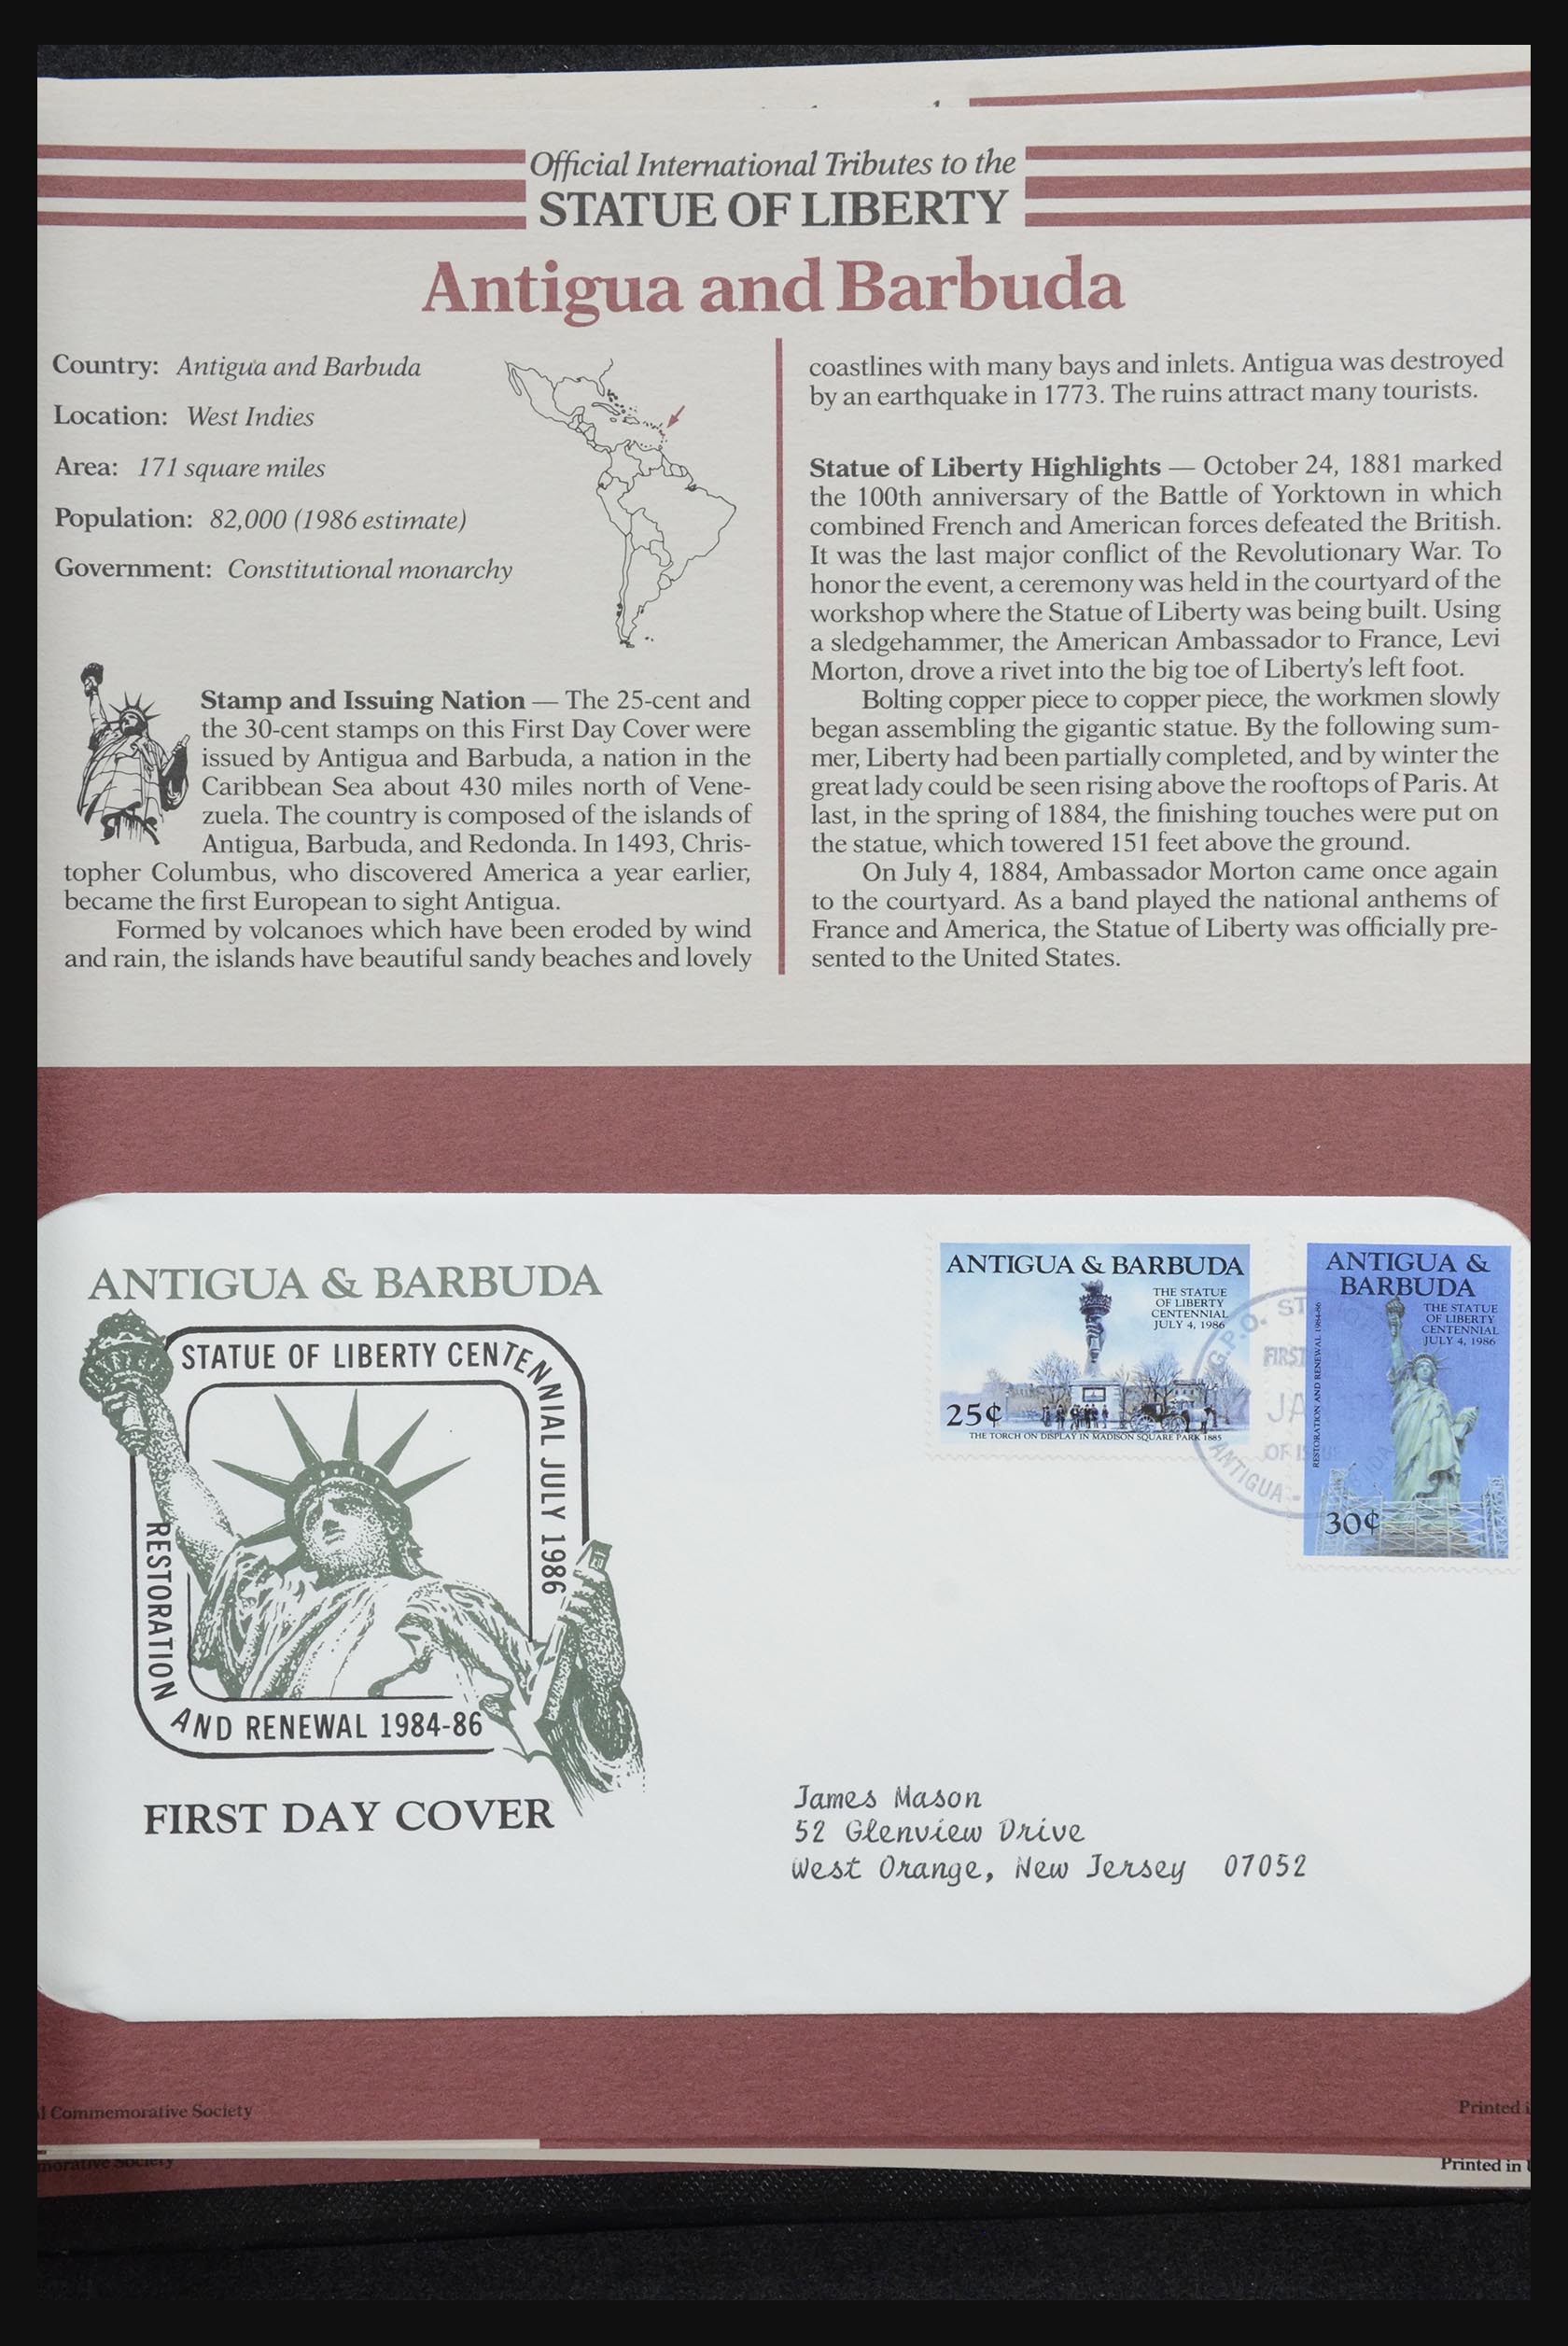 Official International Tributes to the
STATUE OF LIBERTY
Antigua and Barbuda
Country: Antigua and Barbuda
Location: West Indies
Area: 171 square miles
Population: 82,000 (1986 estimate)
Government: Constitutional monarchy
Stamp and Issuing Nation — The 25-cent and
the 30-cent stamps on this First Day Cover were
issued by Antigua and Barbuda, a nation in the
Caribbean Sea about 430 miles north of Vene-
zuela. The country is composed of the islands of
Antigua, Barbuda, and Redonda. In 1493, Chris-
topher Columbus, who discovered America a year earlier,
became the first European to sight Antigua.
Formed by volcanoes which have been eroded by wind
and rain, the islands have beautiful sandy beaches and lovely
coastlines with many bays and inlets. Antigua was destroyed
by an earthquake in 1773. The ruins attract many tourists.
Statue of Liberty Highlights — October 24, 1881 marked
the 100th anniversary of the Battle of Yorktown in which
combined French and American forces defeated the British.
It was the last major conflict of the Revolutionary War. To
honor the event, a ceremony was held in the courtyard of the
workshop where the Statue of Liberty was being built. Using
a sledgehammer, the American Ambassador to France, Levi
Morton, drove a rivet into the big toe of Liberty's left foot.
Bolting copper piece to copper piece, the workmen slowly
began assembling the gigantic statue. By the following sum-
mer, Liberty had been partially completed, and by winter the
great lady could be seen rising above the rooftops of Paris. At
last, in the spring of 1884, the finishing touches were put on
the statue, which towered 151 feet above the ground.
On July 4, 1884, Ambassador Morton came once again
to the courtyard. As a band played the national anthems of
France and America, the Statue of Liberty was officially pre-
sented to the United States.
ANTIGUA & BARBUDA
STATUE OF LIBERTY CENTENNIAL JULY 1986
RESTORATION AND RENEWAL 1984-86
FIRST DAY COVER
ANTIGUA & BARBUDA
THE STATUE
OF LIBERTY
CENTENNIAL
JULY 4, 1986
25¢
THE TORCH ON DISPLAY IN MADISON SQUARE PARK 1885
G.P.O. ST
FIRST
JA
OF IS
ANTIGUA -
ANTIGUA &
BARBUDA
THE STATUE
OF LIBERTY
CENTENNIAL
JULY 4, 1986
RESTORATION AND RENEWAL 1984-86
30¢
James Mason
52 Glenview Drive
West Orange, New Jersey 07052
l Commemorative Society
Printed i
morative Society
Printed in